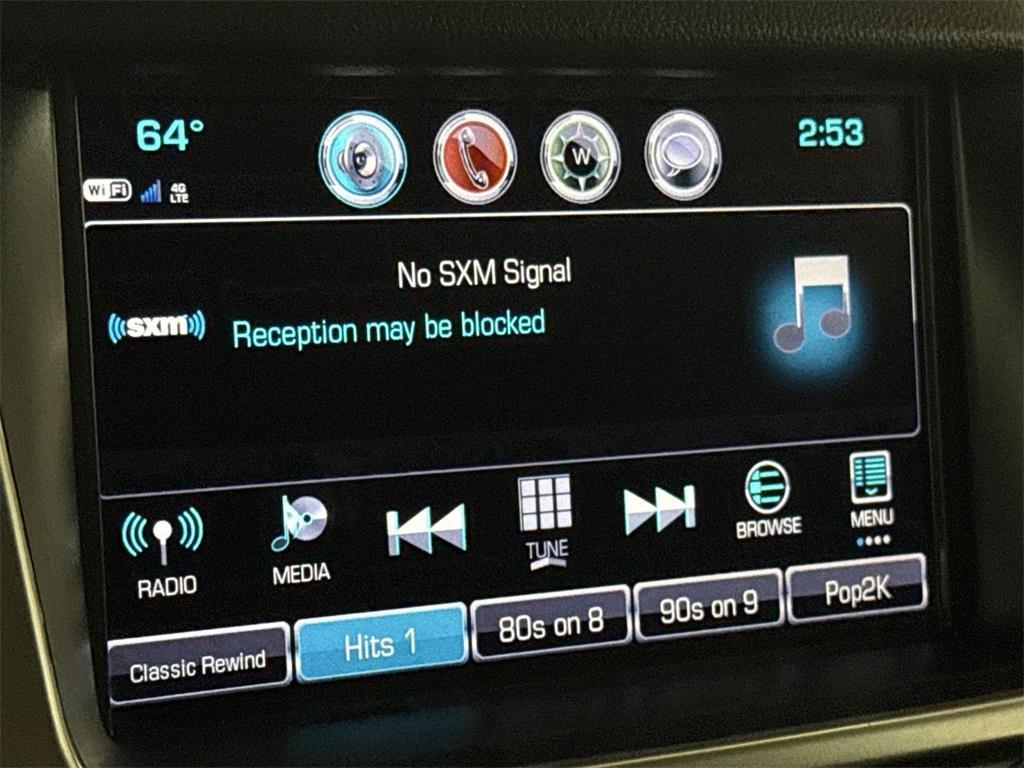 64°
2:53
W
WiFi
4G
LTE
No SXM Signal
sxm
Reception may be blocked
RADIO
MEDIA
TUNE
BROWSE
MENU
Classic Rewind
Hits 1
80s on 8
90s on 9
Pop2K